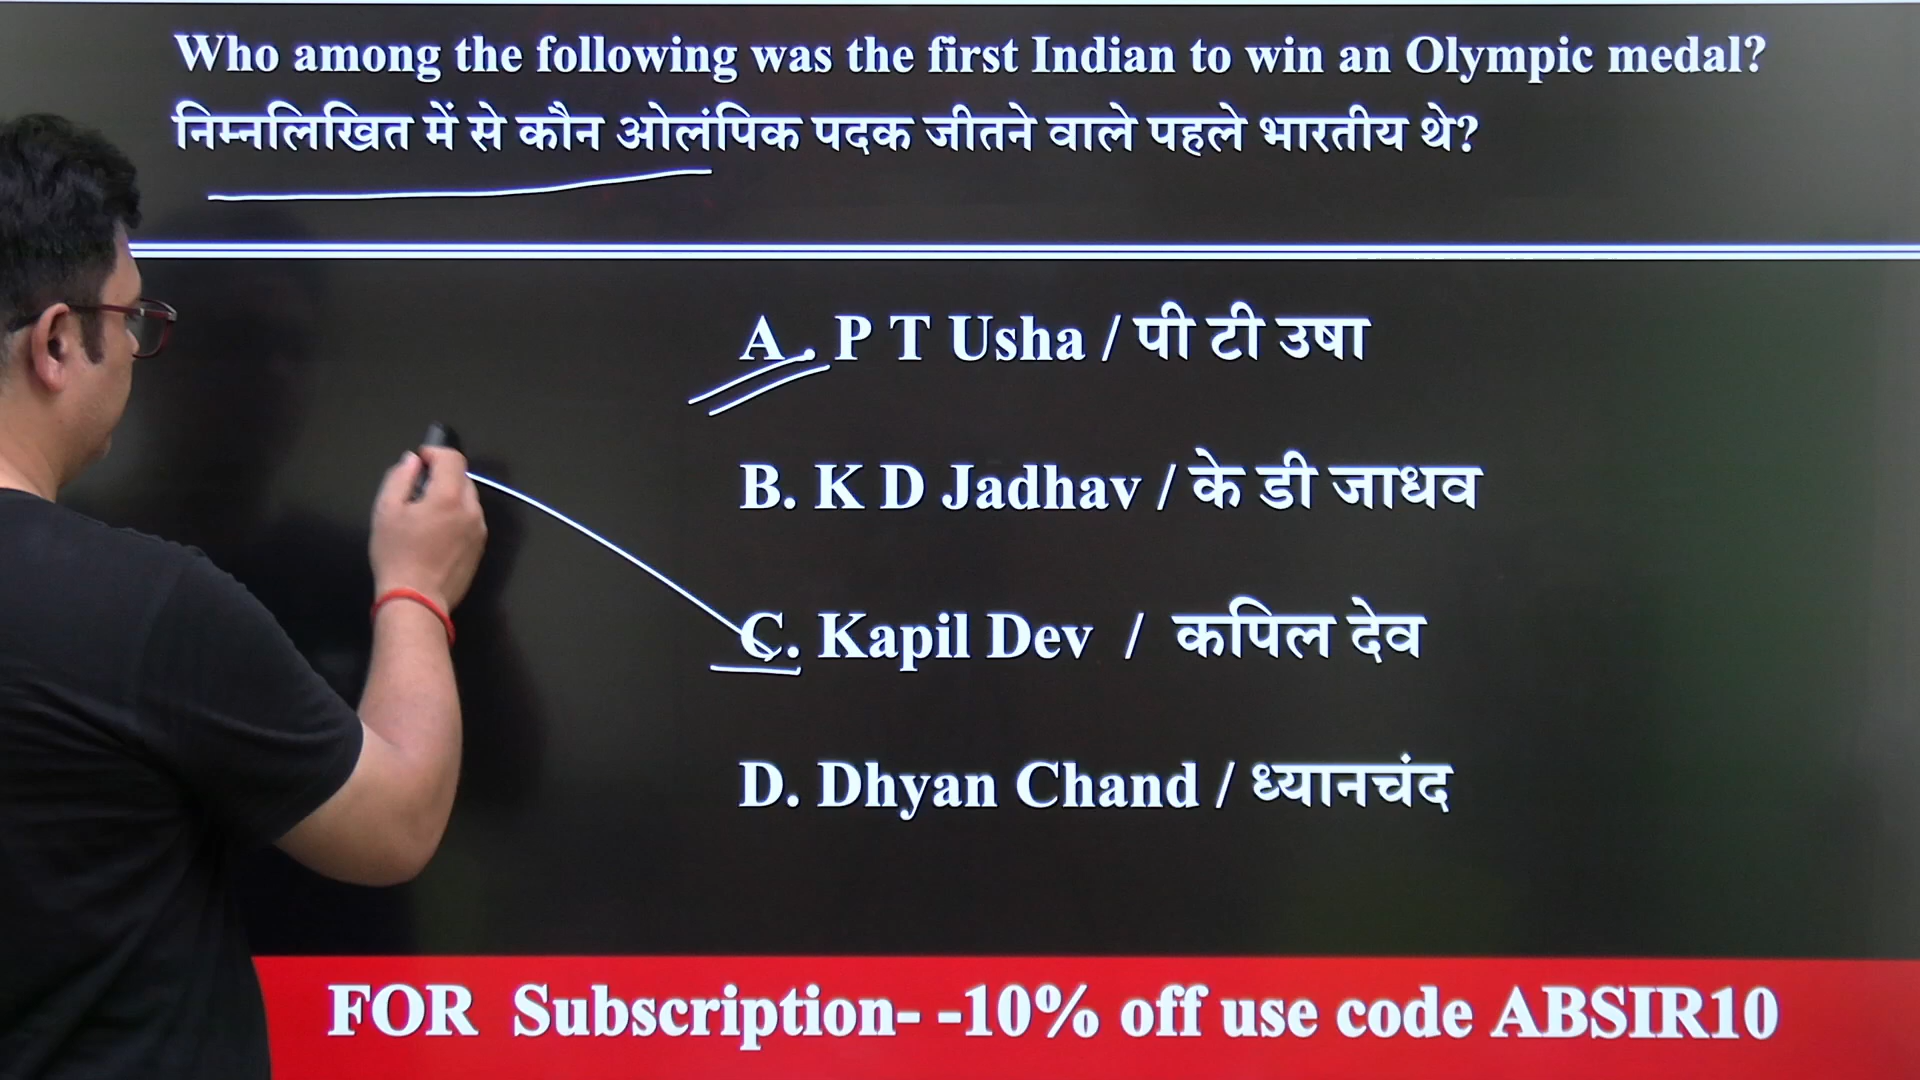 Who among the following was the first Indian to win an Olympic medal?
निम्नलिखित में से कौन ओलंपिक पदक जीतने वाले पहले भारतीय थे?
A . P T Usha / पी टी उषा
B. K D Jadhav / के डी जाधव
C. Kapil Dev / कपिल देव
D. Dhyan Chand / ध्यानचंद
FOR Subscription- -10% off use code ABSIR10